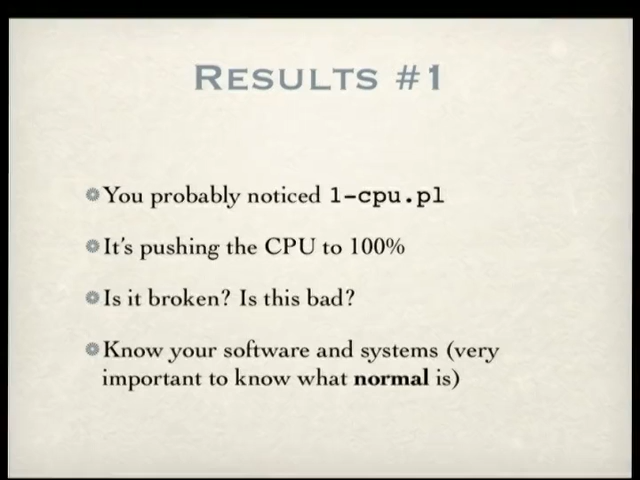 RESULTS #1
You probably noticed 1-cpu.pl
It's pushing the CPU to 100%
Is it broken? Is this bad?
Know your software and systems (very
important to know what normal is)